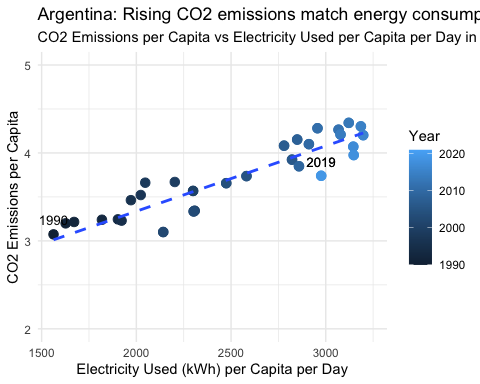 Argentina: Rising CO2 emissions match energy consump
CO2 Emissions per Capita vs Electricity Used per Capita per Day in
5
4
3
2
CO2 Emissions per Capita
1990
2019
1500
2000
2500
3000
Electricity Used (kWh) per Capita per Day
Year
2020
2010
2000
1990